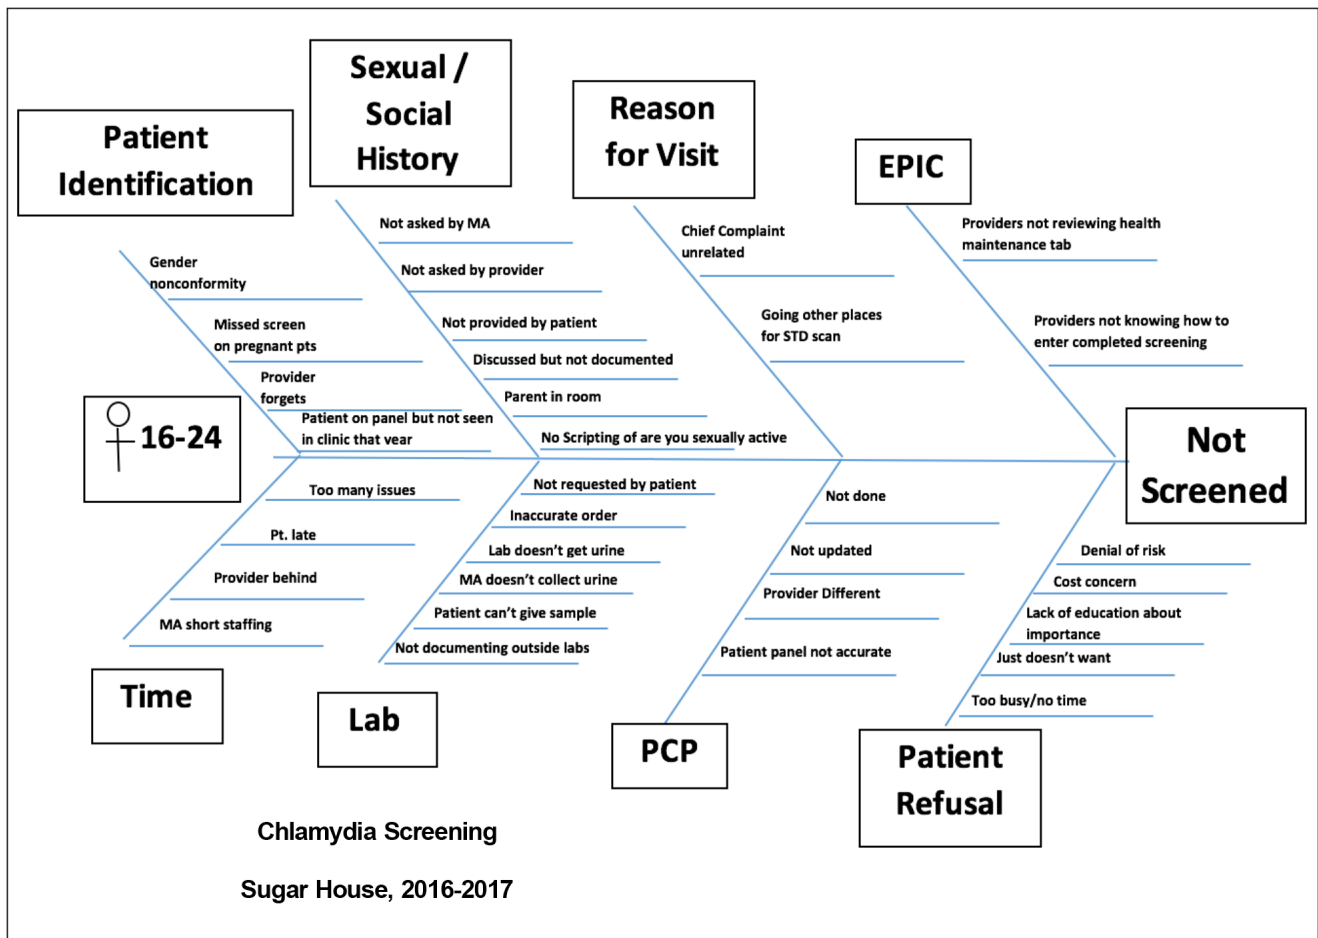 Patient
Identification
Sexual /
Social
History
Reason
for Visit
EPIC
Gender
nonconformity
Missed screen
on pregnant pts
Provider
forgets
Patient on panel but not seen
in clinic that vear
Not asked by MA
Not asked by provider
Not provided by patient
Discussed but not documented
Parent in room
No Scripting of are you sexually active
Chief Complaint
unrelated
Going other places
for STD scan
Providers not reviewing health
maintenance tab
Providers not knowing how to
enter completed screening
16-24
Not
Screened
Too many issues
Pt. late
Provider behind
MA short staffing
Time
Not requested by patient
Inaccurate order
Lab doesn't get urine
MA doesn't collect urine
Patient can't give sample
Not documenting outside labs
Lab
Not done
Not updated
Provider Different
Patient panel not accurate
PCP
Denial of risk
Cost concern
Lack of education about
importance
Just doesn't want
Too busy/no time
Patient
Refusal
Chlamydia Screening
Sugar House, 2016-2017